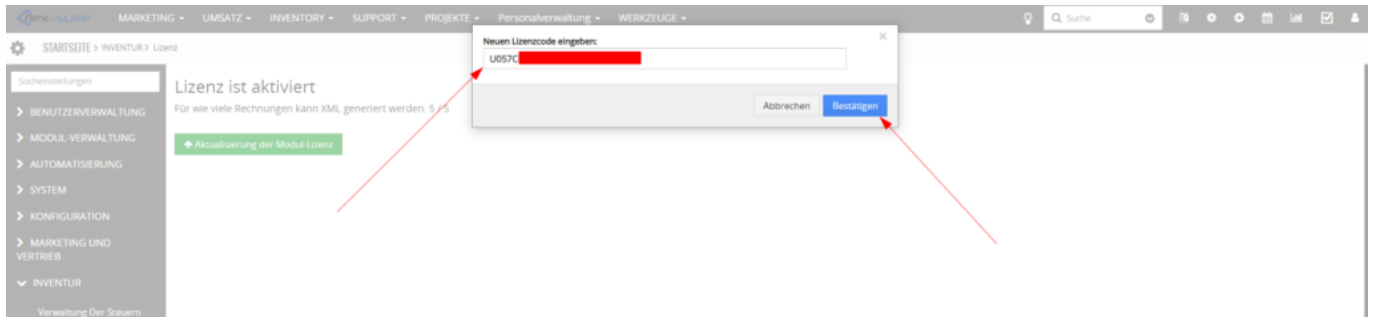 flex-suite MARKETING UMSATZ INVENTORY SUPPORT PROJEKTE Personalverwaltung WERKZEUGE Suche
STARTSEITE > INVENTUR > Lizenz
Neuen Lizenzcode eingeben:
U057C
Abbrechen Bestätigen
Sucheinstellungen
BENUTZERVERWALTUNG
MODUL-VERWALTUNG
AUTOMATISIERUNG
SYSTEM
KONFIGURATION
MARKETING UND
VERTRIEB
INVENTUR
Verwaltung Der Steuern
Lizenz ist aktiviert
Für wie viele Rechnungen kann XML generiert werden: 5 / 5
Aktualisierung der Modul-Lizenz